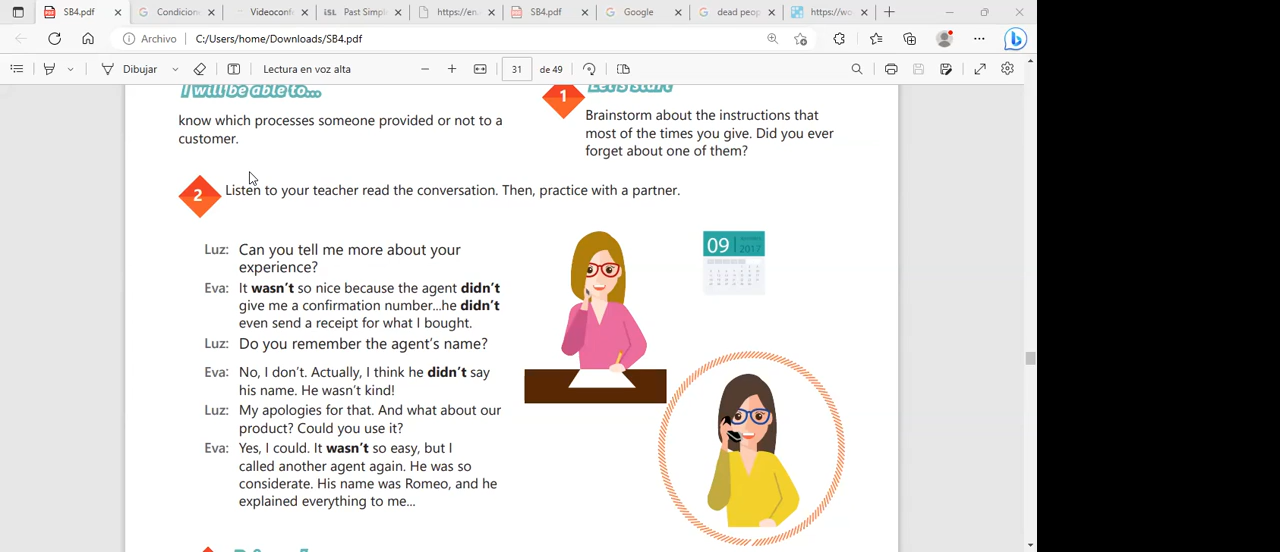 SB4.pdf
Condicion
Videoconf
iSL Past Simple
https://en.
SB4.pdf
Google
dead peop
https://wo
Archivo C:/Users/home/Downloads/SB4.pdf
Dibujar
Lectura en voz alta
31 de 49
I will be able to...
know which processes someone provided or not to a
customer.
1 Let's start
Brainstorm about the instructions that
most of the times you give. Did you ever
forget about one of them?
2 Listen to your teacher read the conversation. Then, practice with a partner.
Luz: Can you tell me more about your
experience?
Eva: It wasn't so nice because the agent didn't
give me a confirmation number...he didn't
even send a receipt for what I bought.
Luz: Do you remember the agent's name?
Eva: No, I don't. Actually, I think he didn't say
his name. He wasn't kind!
Luz: My apologies for that. And what about our
product? Could you use it?
Eva: Yes, I could. It wasn't so easy, but I
called another agent again. He was so
considerate. His name was Romeo, and he
explained everything to me...
09
2017